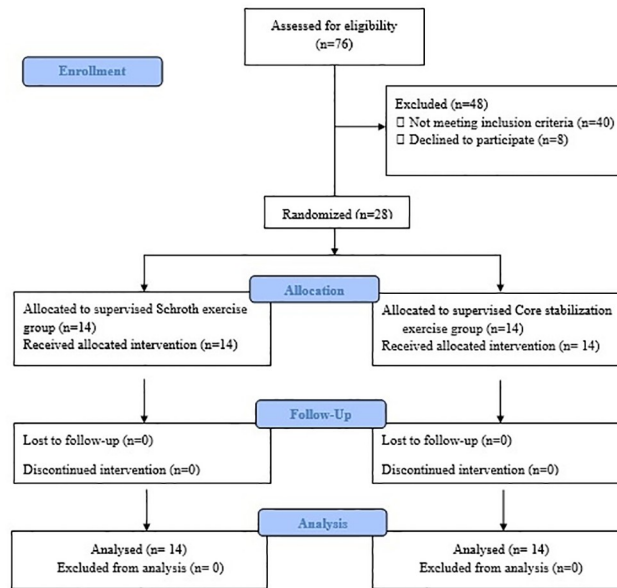 Assessed for eligibility
(n=76)
Enrollment
Excluded (n=48)
▯ Not meeting inclusion criteria (n=40)
▯ Declined to participate (n=8)
Randomized (n=28)
Allocation
Allocated to supervised Schroth exercise
group (n=14)
Received allocated intervention (n=14)
Allocated to supervised Core stabilization
exercise group (n=14)
Received allocated intervention (n= 14)
Follow-Up
Lost to follow-up (n=0)
Discontinued intervention (n=0)
Lost to follow-up (n=0)
Discontinued intervention (n=0)
Analysis
Analysed (n= 14)
Excluded from analysis (n= 0)
Analysed (n= 14)
Excluded from analysis (n=0)